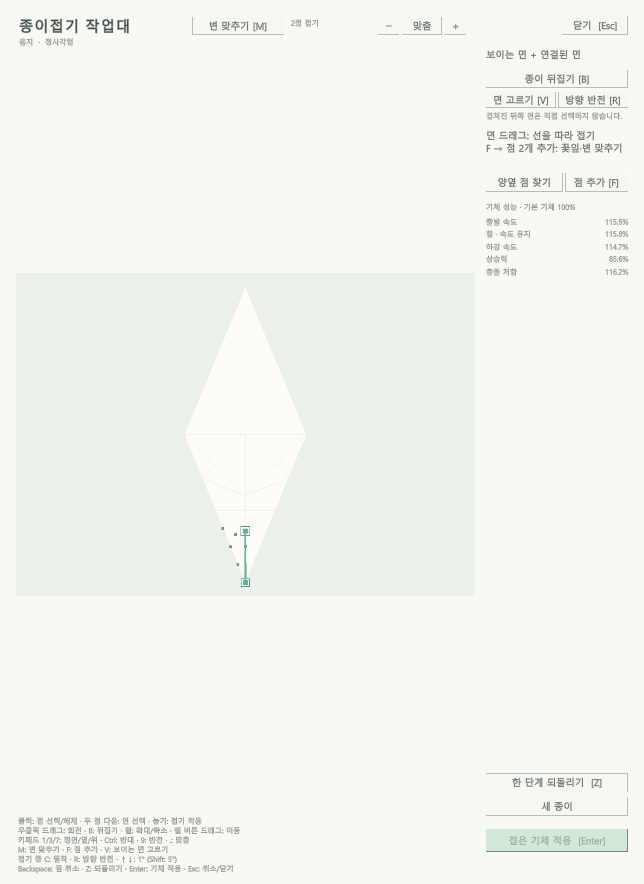 종이접기 작업대
용지 · 정사각형
변 맞추기 [M]
2점 접기
− 맞춤 +
닫기 [Esc]
보이는 면 + 연결된 면
종이 뒤집기 [B]
면 고르기 [V] 방향 반전 [R]
겹쳐진 뒤쪽 면은 직접 선택하지 않습니다.
면 드래그: 선을 따라 접기
F → 점 2개 추가: 꽃잎·변 맞추기
양옆 점 찾기 점 추가 [F]
기체 성능 · 기본 기체 100%
출발 속도 115.5%
힘 · 속도 유지 115.8%
하강 속도 114.7%
상승력 85.6%
충돌 저항 116.2%
한 단계 되돌리기 [Z]
새 종이
접은 기체 적용 [Enter]
클릭: 점 선택/해제 · 두 점 다음: 면 선택 · 놓기: 접기 적용
우클릭 드래그: 회전 · B: 뒤집기 · 휠: 확대/축소 · 휠 버튼 드래그: 이동
키패드 1/3/7: 정면/옆/위 · Ctrl: 반대 · 9: 반전 · .: 맞춤
M: 변 맞추기 · F: 점 추가 · V: 보이는 면 고르기
접기 중 C: 밀착 · R: 방향 반전 · ↑ ↓: 1° (Shift: 5°)
Backspace: 점 취소 · Z: 되돌리기 · Enter: 기체 적용 · Esc: 취소/닫기